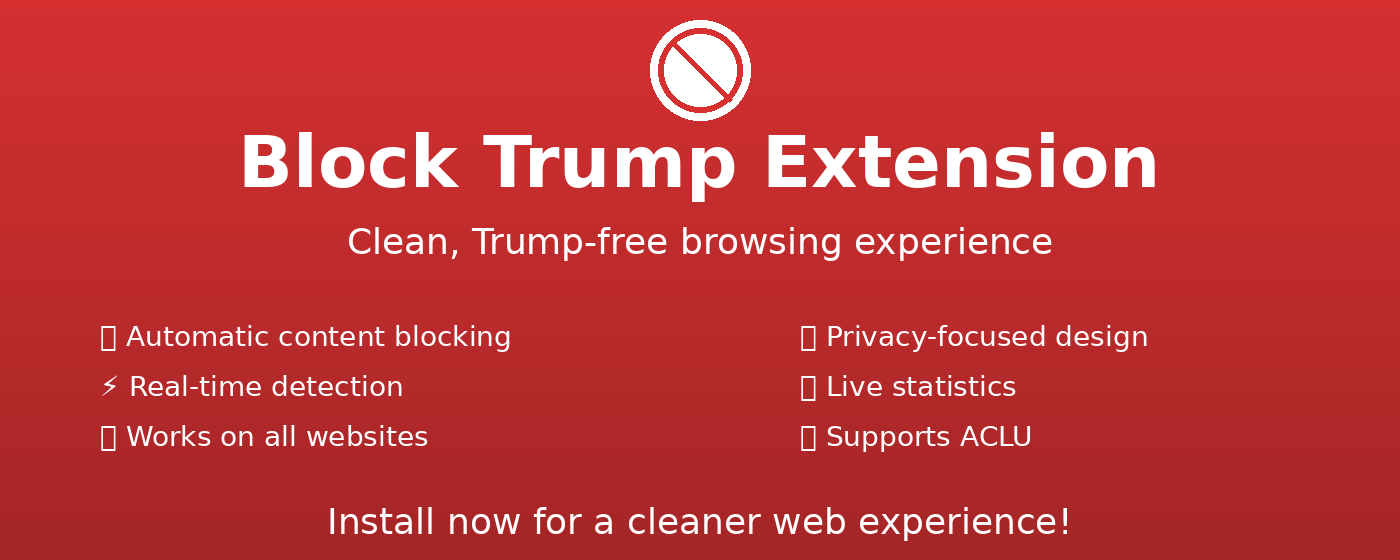 Block Trump Extension
Clean, Trump-free browsing experience
Automatic content blocking
⚡ Real-time detection
Works on all websites
Privacy-focused design
Live statistics
Supports ACLU
Install now for a cleaner web experience!